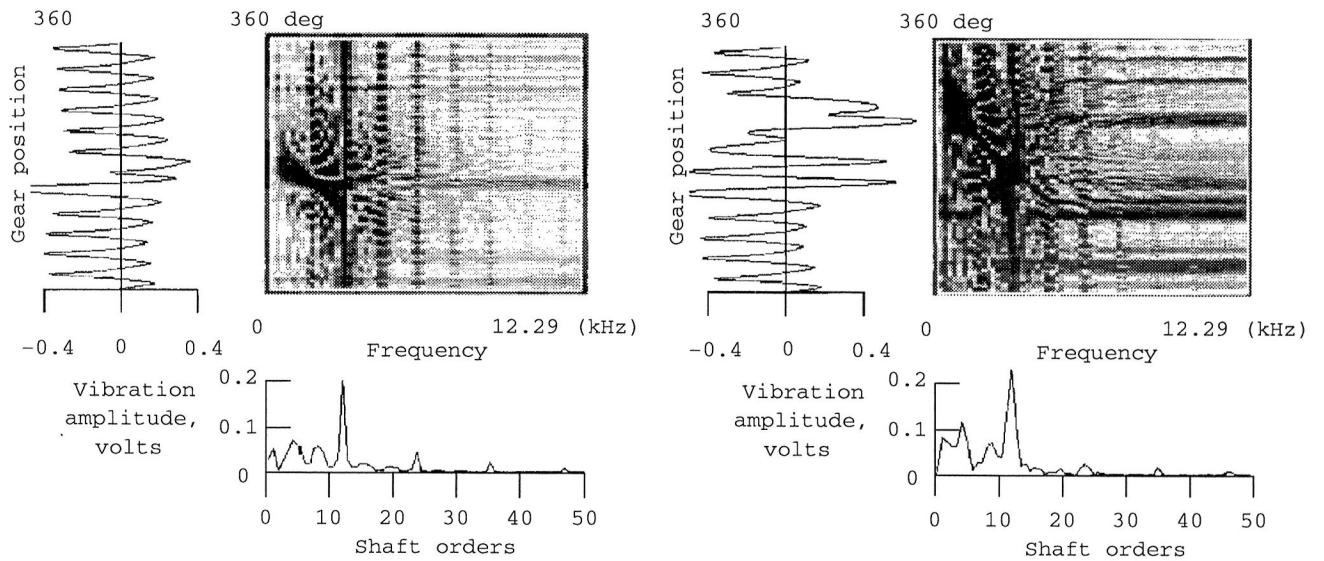 360
360 deg
Gear position
-0.4 0 0.4
0 12.29 (kHz)
Frequency
Vibration
amplitude,
volts
0.2
0.1
0
0 10 20 30 40 50
Shaft orders
360
360 deg
Gear position
-0.4 0 0.4
0 12.29 (kHz)
Frequency
Vibration
amplitude,
volts
0.2
0.1
0
0 10 20 30 40 50
Shaft orders